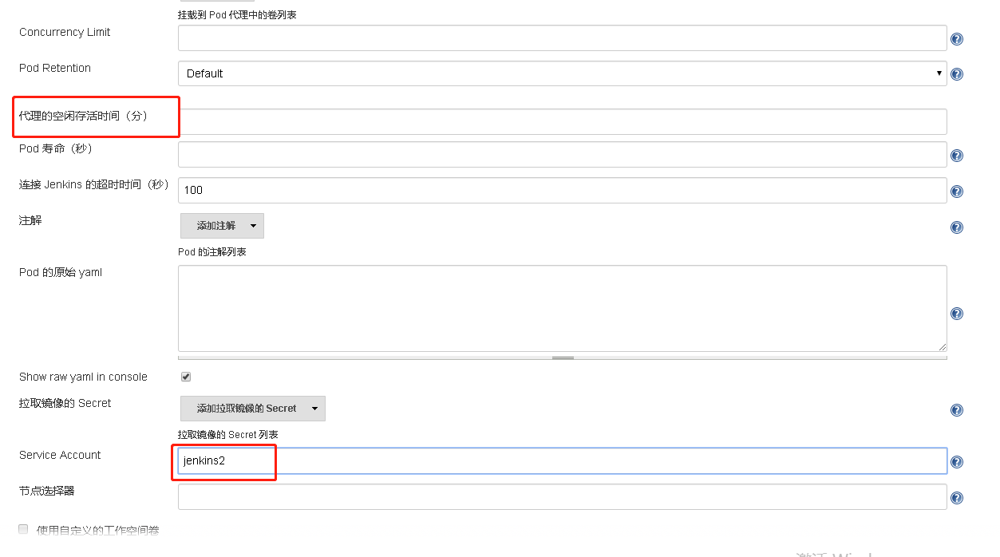 挂载到 Pod 代理中的卷列表
Concurrency Limit
Pod Retention
Default
代理的空闲存活时间（分）
Pod 寿命（秒）
连接 Jenkins 的超时时间（秒）
100
注解
添加注解
Pod 的注解列表
Pod 的原始 yaml
Show raw yaml in console
拉取镜像的 Secret
添加拉取镜像的 Secret
拉取镜像的 Secret 列表
Service Account
jenkins2
节点选择器
使用自定义的工作空间卷